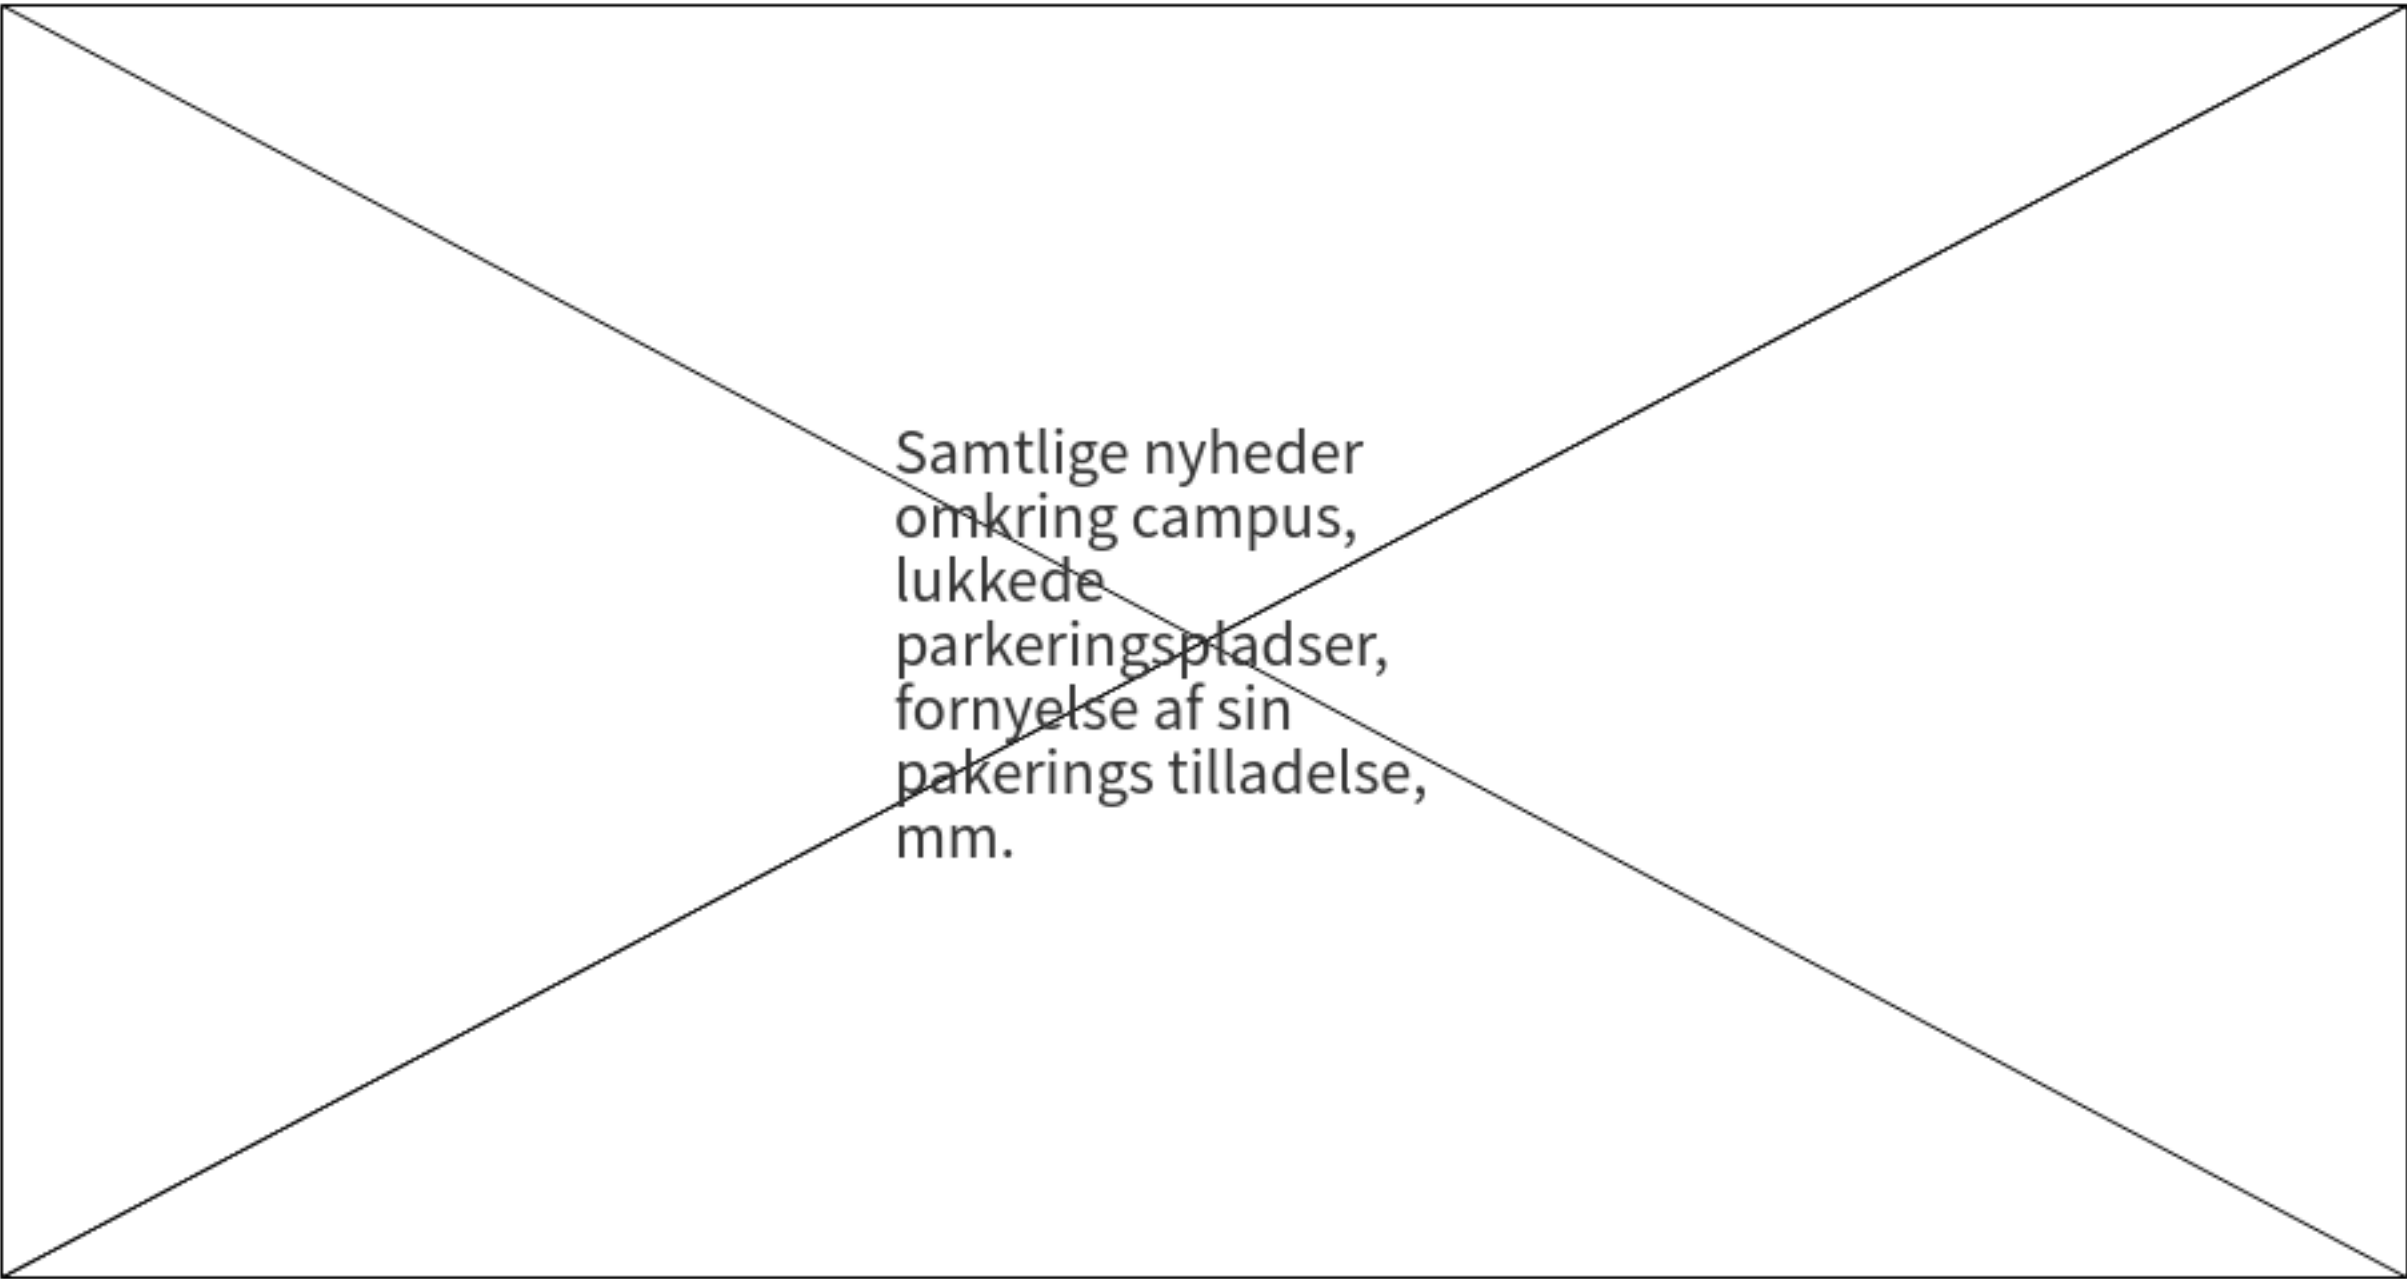 Samtlige nyheder
omkring campus,
lukkede
parkeringspladser,
fornyelse af sin
pakerings tilladelse,
mm.